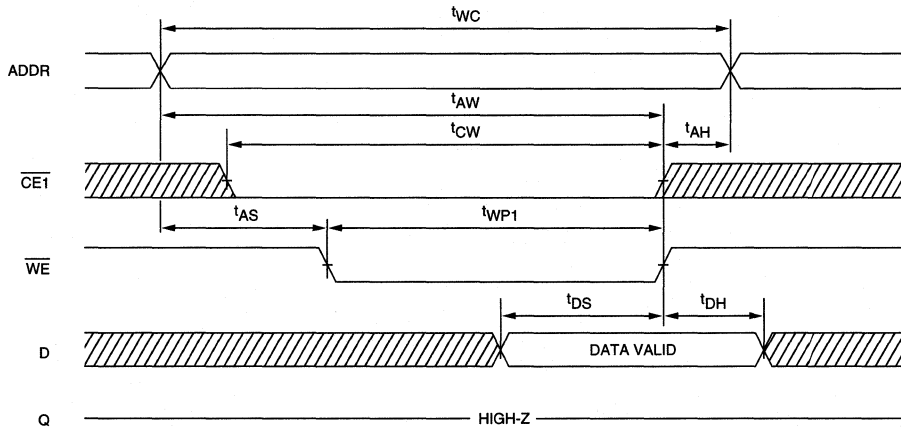 tWC
ADDR
tAW
tCW
tAH
CE1
tAS
tWP1
WE
tDS
tDH
D
DATA VALID
Q
HIGH-Z